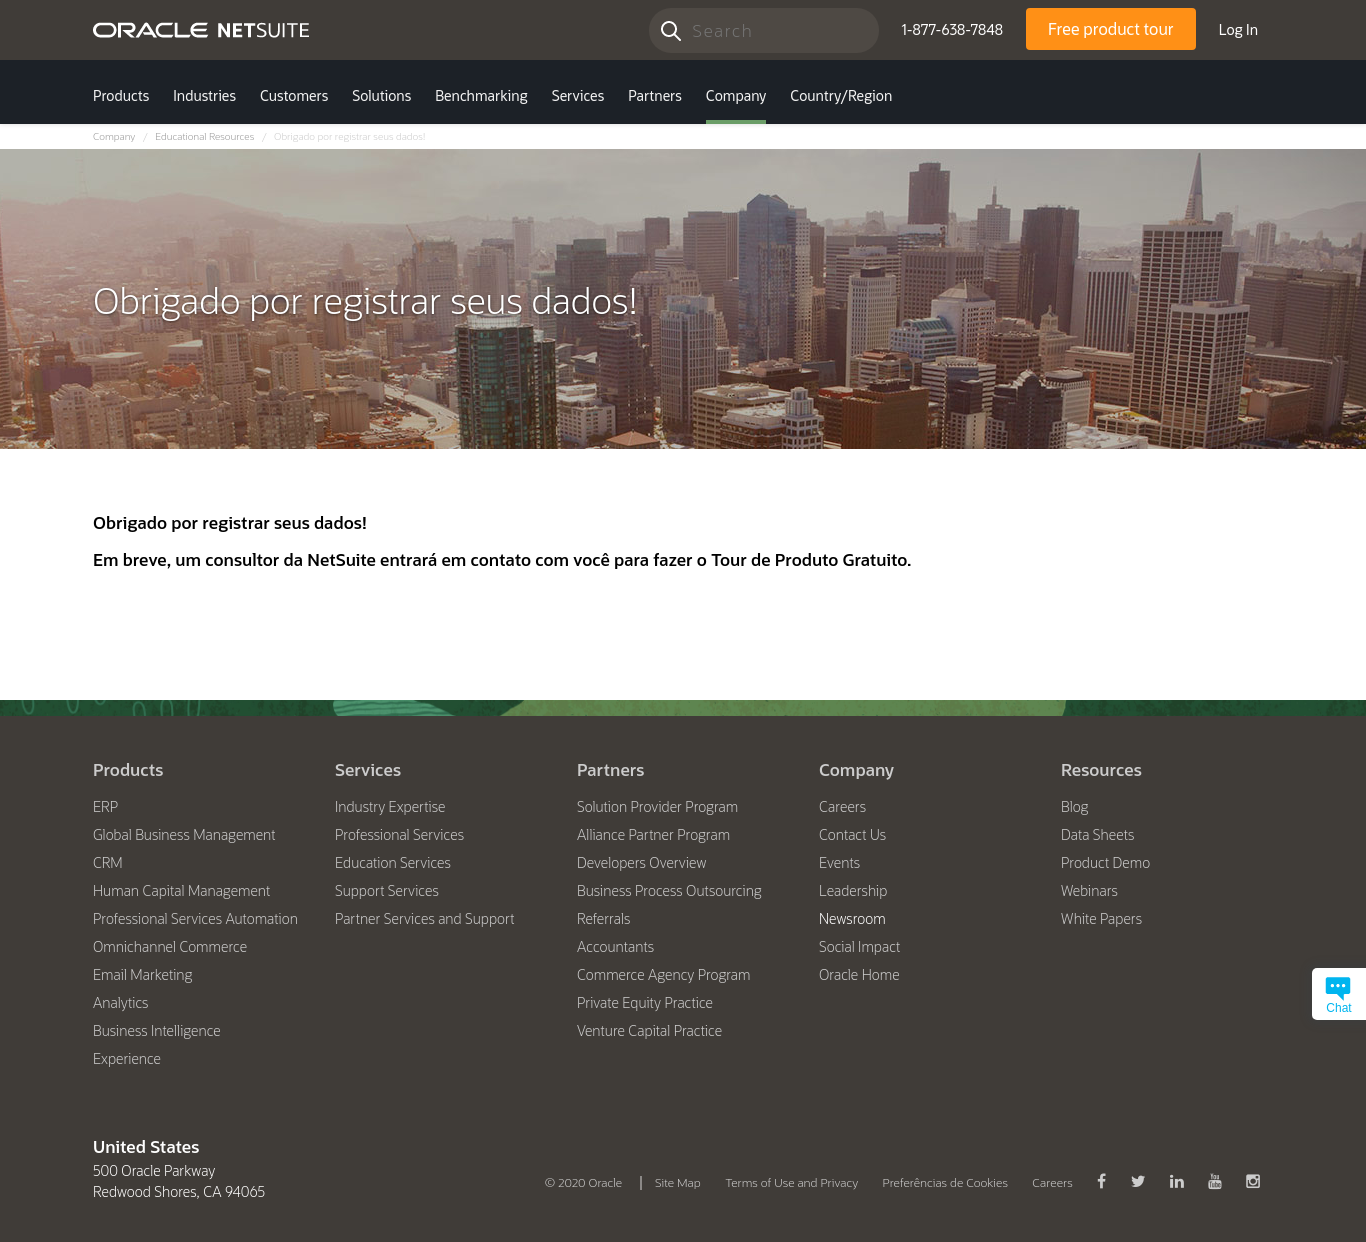 ORACLE NETSUITE
Search
1-877-638-7848
Free product tour
Log In
Products Industries Customers Solutions Benchmarking Services Partners Company Country/Region
Company / Educational Resources / Obrigado por registrar seus dados!
Obrigado por registrar seus dados!
Obrigado por registrar seus dados!
Em breve, um consultor da NetSuite entrará em contato com você para fazer o Tour de Produto Gratuito.
Products
ERP
Global Business Management
CRM
Human Capital Management
Professional Services Automation
Omnichannel Commerce
Email Marketing
Analytics
Business Intelligence
Experience
Services
Industry Expertise
Professional Services
Education Services
Support Services
Partner Services and Support
Partners
Solution Provider Program
Alliance Partner Program
Developers Overview
Business Process Outsourcing
Referrals
Accountants
Commerce Agency Program
Private Equity Practice
Venture Capital Practice
Company
Careers
Contact Us
Events
Leadership
Newsroom
Social Impact
Oracle Home
Resources
Blog
Data Sheets
Product Demo
Webinars
White Papers
Chat
United States
500 Oracle Parkway
Redwood Shores, CA 94065
© 2020 Oracle | Site Map Terms of Use and Privacy Preferências de Cookies Careers